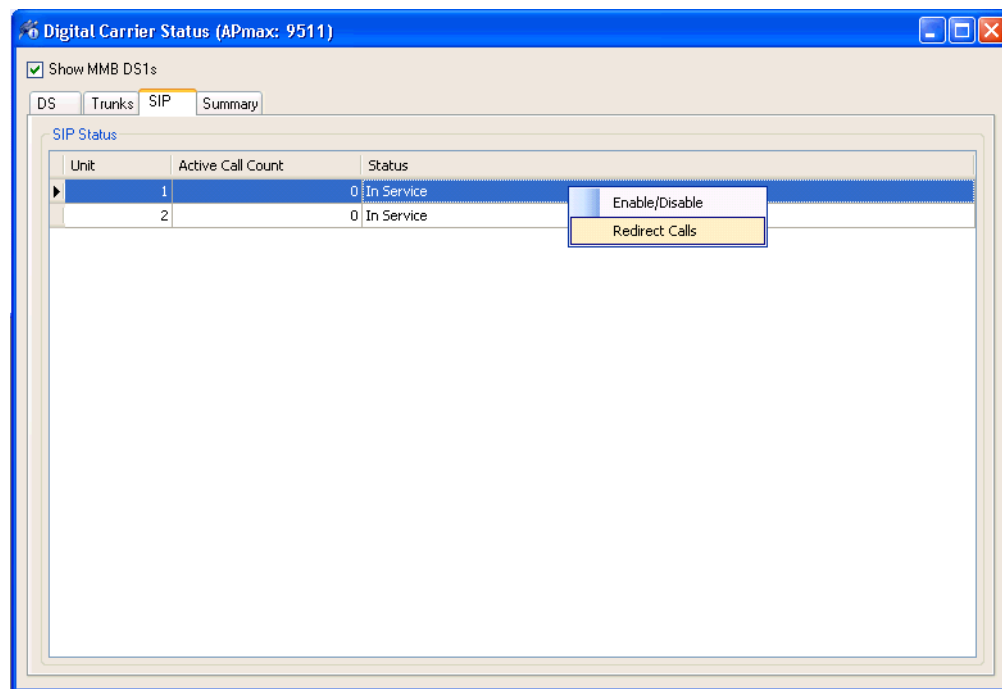 Digital Carrier Status (APmax: 9511)
Show MMB DS1s
DS Trunks SIP Summary
SIP Status
Unit Active Call Count Status
1 0 In Service
2 0 In Service
Enable/Disable
Redirect Calls